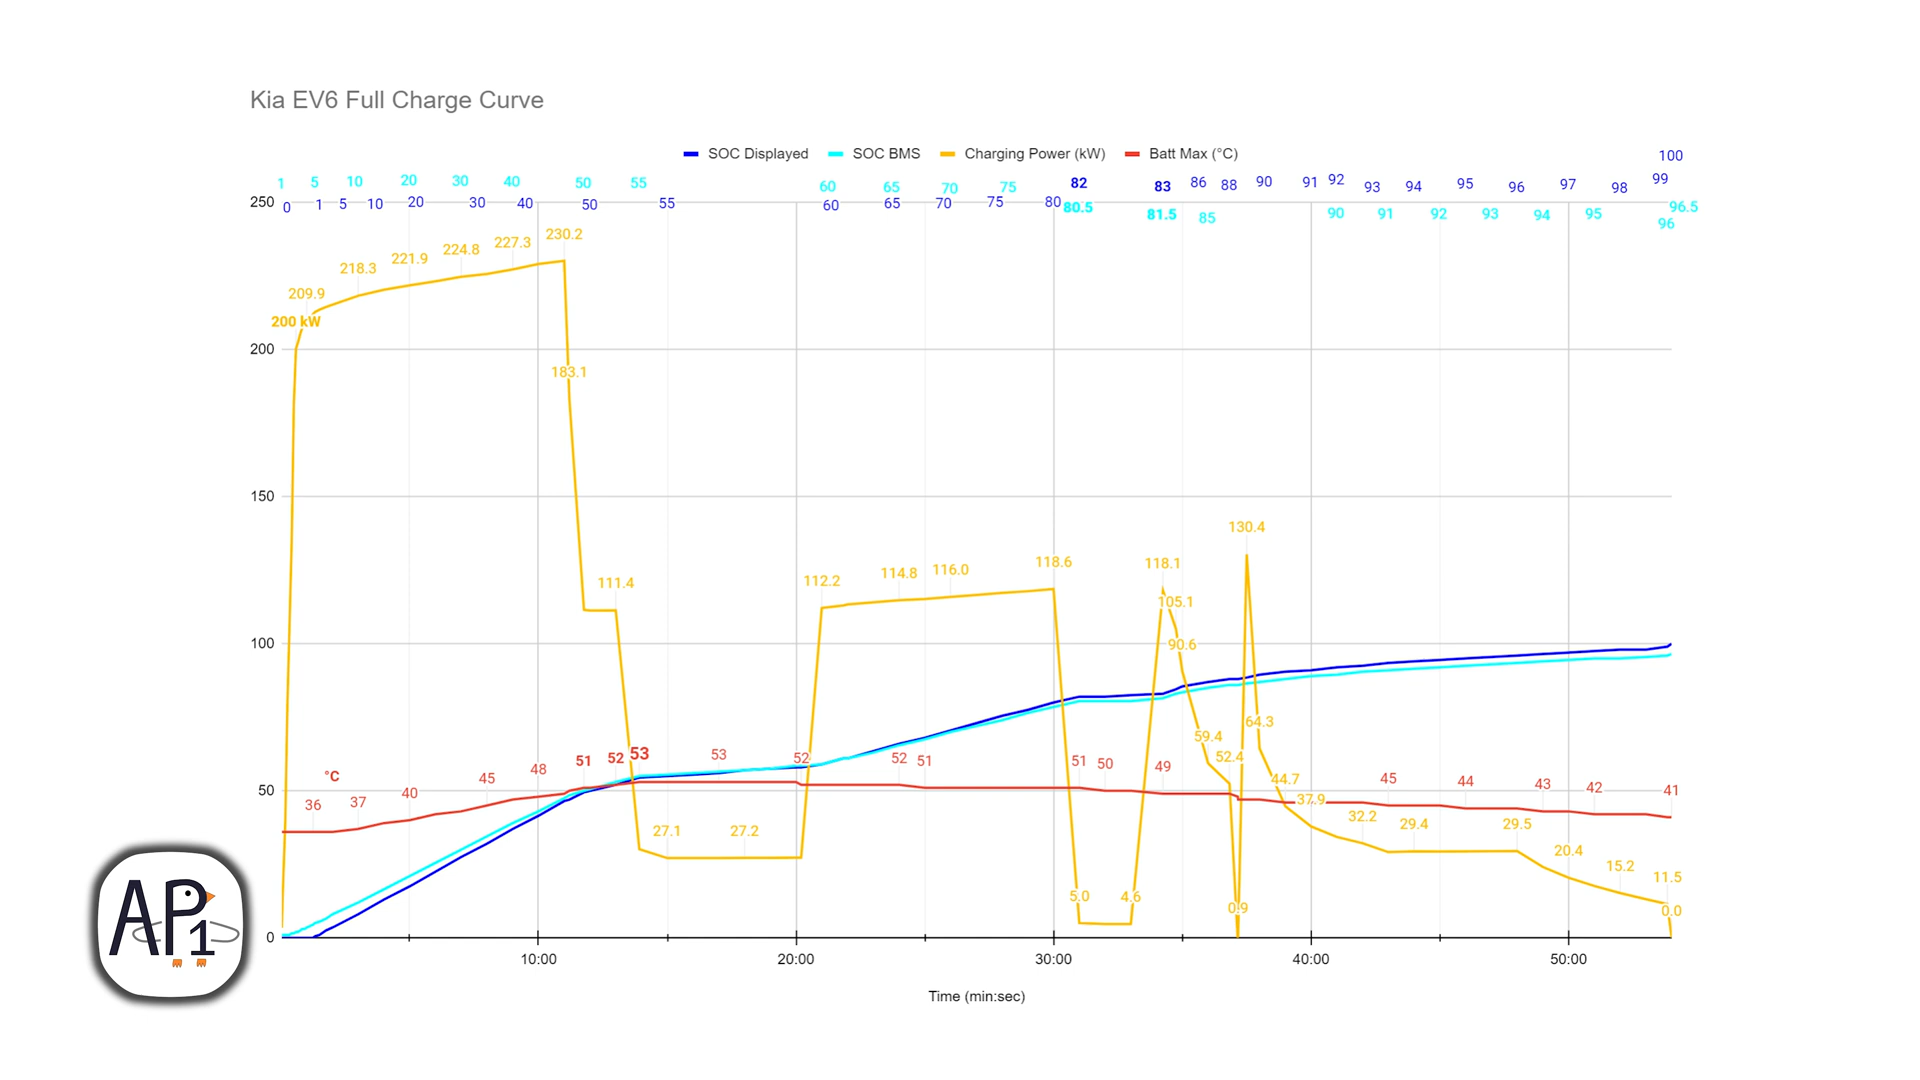 Kia EV6 Full Charge Curve
SOC Displayed SOC BMS Charging Power (kW) Batt Max (°C)
100
1 5 10 20 30 40 50 55 60 65 70 75 82 83 86 88 90 91 92 93 94 95 96 97 98 99
250 0 1 5 10 20 30 40 50 55 60 65 70 75 80 80.5 81.5 85 90 91 92 93 94 95 96 96.5
209.9 218.3 221.9 224.8 227.3 230.2
200 kW
200
183.1
150
130.4
111.4 112.2 114.8 116.0 118.6 118.1
105.1
100
90.6
59.4 52.4 64.3
°C
36 37 40 45 48 51 52 53 53 52 52 51 51 50 49 45 44 43 42 41
50
44.7 37.9 32.2 29.4 29.5
27.1 27.2 20.4 15.2 11.5
5.0 4.6 0.9 0.0
AP1
0
10:00 20:00 30:00 40:00 50:00
Time (min:sec)